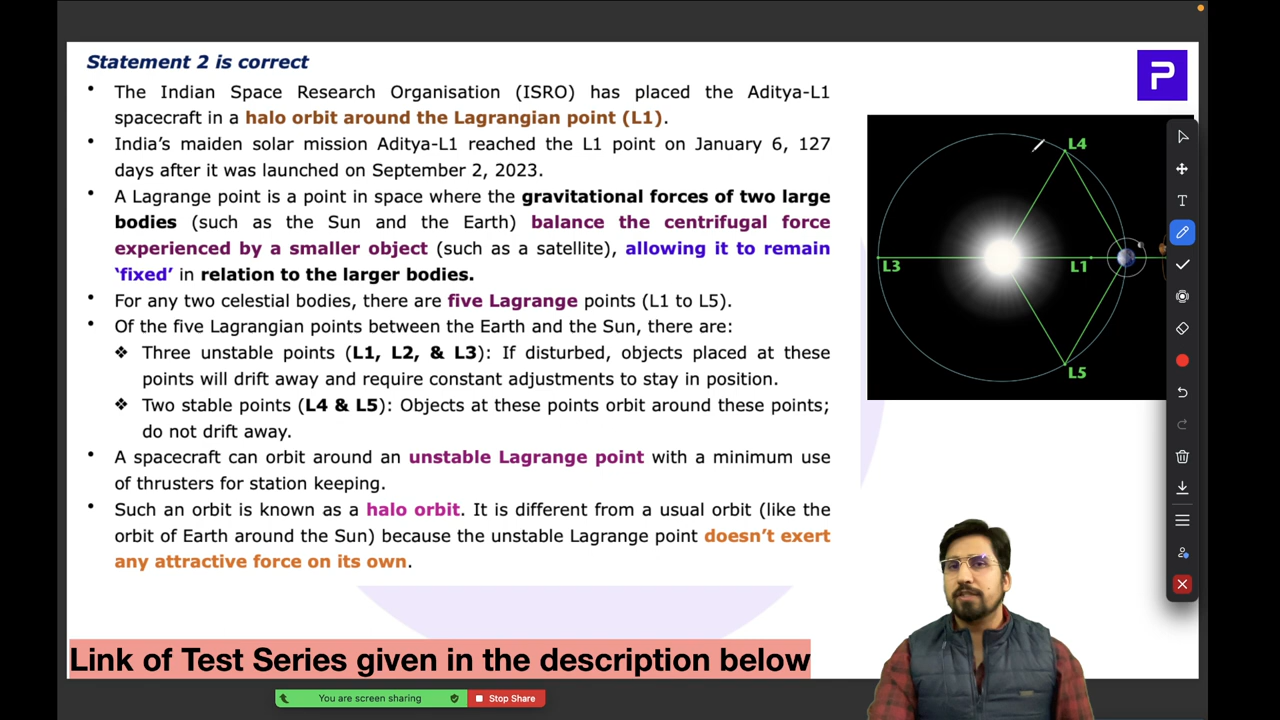 Statement 2 is correct
• The Indian Space Research Organisation (ISRO) has placed the Aditya-L1
spacecraft in a halo orbit around the Lagrangian point (L1).
• India's maiden solar mission Aditya-L1 reached the L1 point on January 6, 127
days after it was launched on September 2, 2023.
• A Lagrange point is a point in space where the gravitational forces of two large
bodies (such as the Sun and the Earth) balance the centrifugal force
experienced by a smaller object (such as a satellite), allowing it to remain
‘fixed’ in relation to the larger bodies.
• For any two celestial bodies, there are five Lagrange points (L1 to L5).
• Of the five Lagrangian points between the Earth and the Sun, there are:
❖ Three unstable points (L1, L2, & L3): If disturbed, objects placed at these
points will drift away and require constant adjustments to stay in position.
❖ Two stable points (L4 & L5): Objects at these points orbit around these points;
do not drift away.
• A spacecraft can orbit around an unstable Lagrange point with a minimum use
of thrusters for station keeping.
• Such an orbit is known as a halo orbit. It is different from a usual orbit (like the
orbit of Earth around the Sun) because the unstable Lagrange point doesn't exert
any attractive force on its own.
P
L4
L3
L1
L5
T
Link of Test Series given in the description below
You are screen sharing
Stop Share